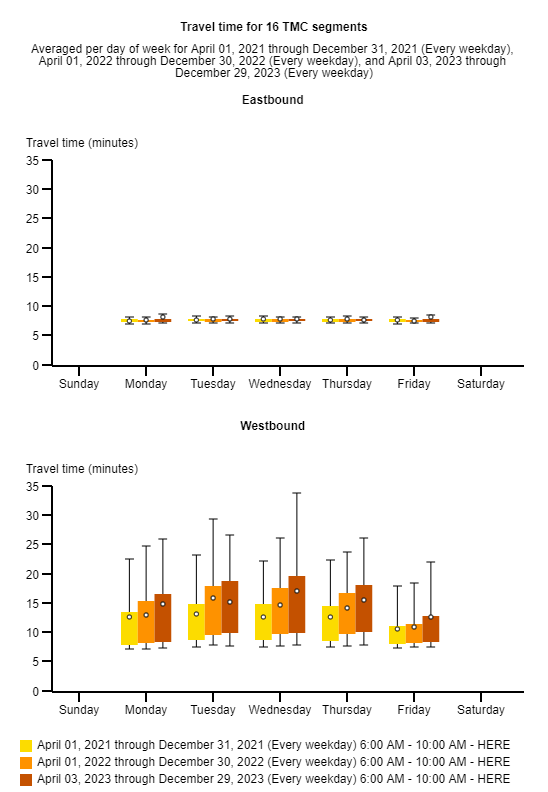 Travel time for 16 TMC segments
Averaged per day of week for April 01, 2021 through December 31, 2021 (Every weekday),
April 01, 2022 through December 30, 2022 (Every weekday), and April 03, 2023 through
December 29, 2023 (Every weekday)
Eastbound
Travel time (minutes)
35
30
25
20
15
10
5
0
Sunday Monday Tuesday Wednesday Thursday Friday Saturday
Westbound
Travel time (minutes)
35
30
25
20
15
10
5
0
Sunday Monday Tuesday Wednesday Thursday Friday Saturday
April 01, 2021 through December 31, 2021 (Every weekday) 6:00 AM - 10:00 AM - HERE
April 01, 2022 through December 30, 2022 (Every weekday) 6:00 AM - 10:00 AM - HERE
April 03, 2023 through December 29, 2023 (Every weekday) 6:00 AM - 10:00 AM - HERE